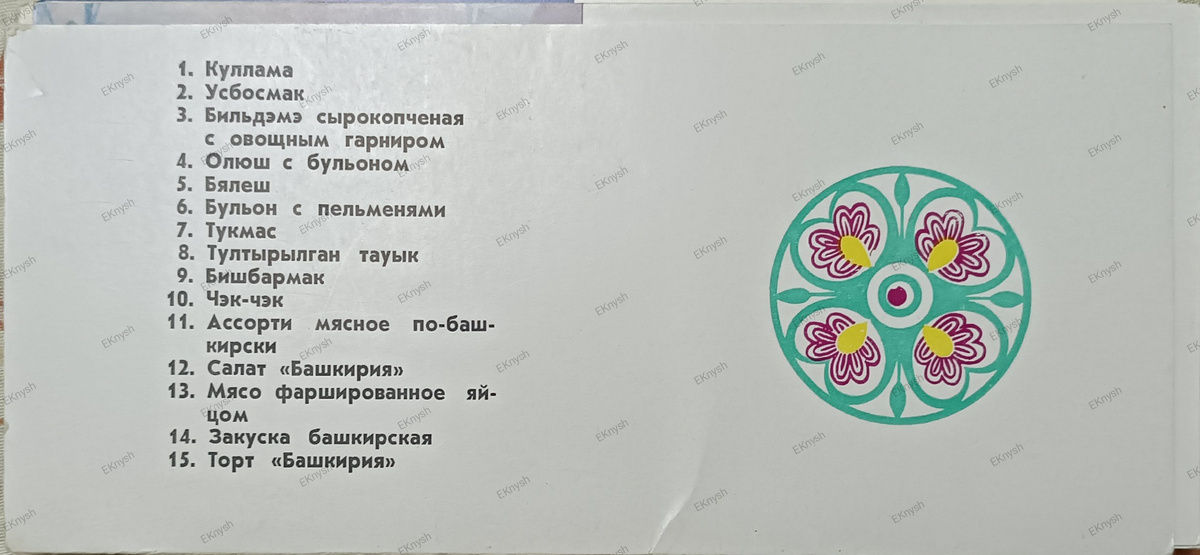 1. Куллама
2. Усбосмак
3. Бильдэмэ сырокопченая
с овощным гарниром
4. Олюш с бульоном
5. Бялеш
6. Бульон с пельменями
7. Тукмас
8. Тултырылган тауык
9. Бишбармак
10. Чэк-чэк
11. Ассорти мясное по-баш-
кирски
12. Салат «Башкирия»
13. Мясо фаршированное яй-
цом
14. Закуска башкирская
15. Торт «Башкирия»
EKnysh